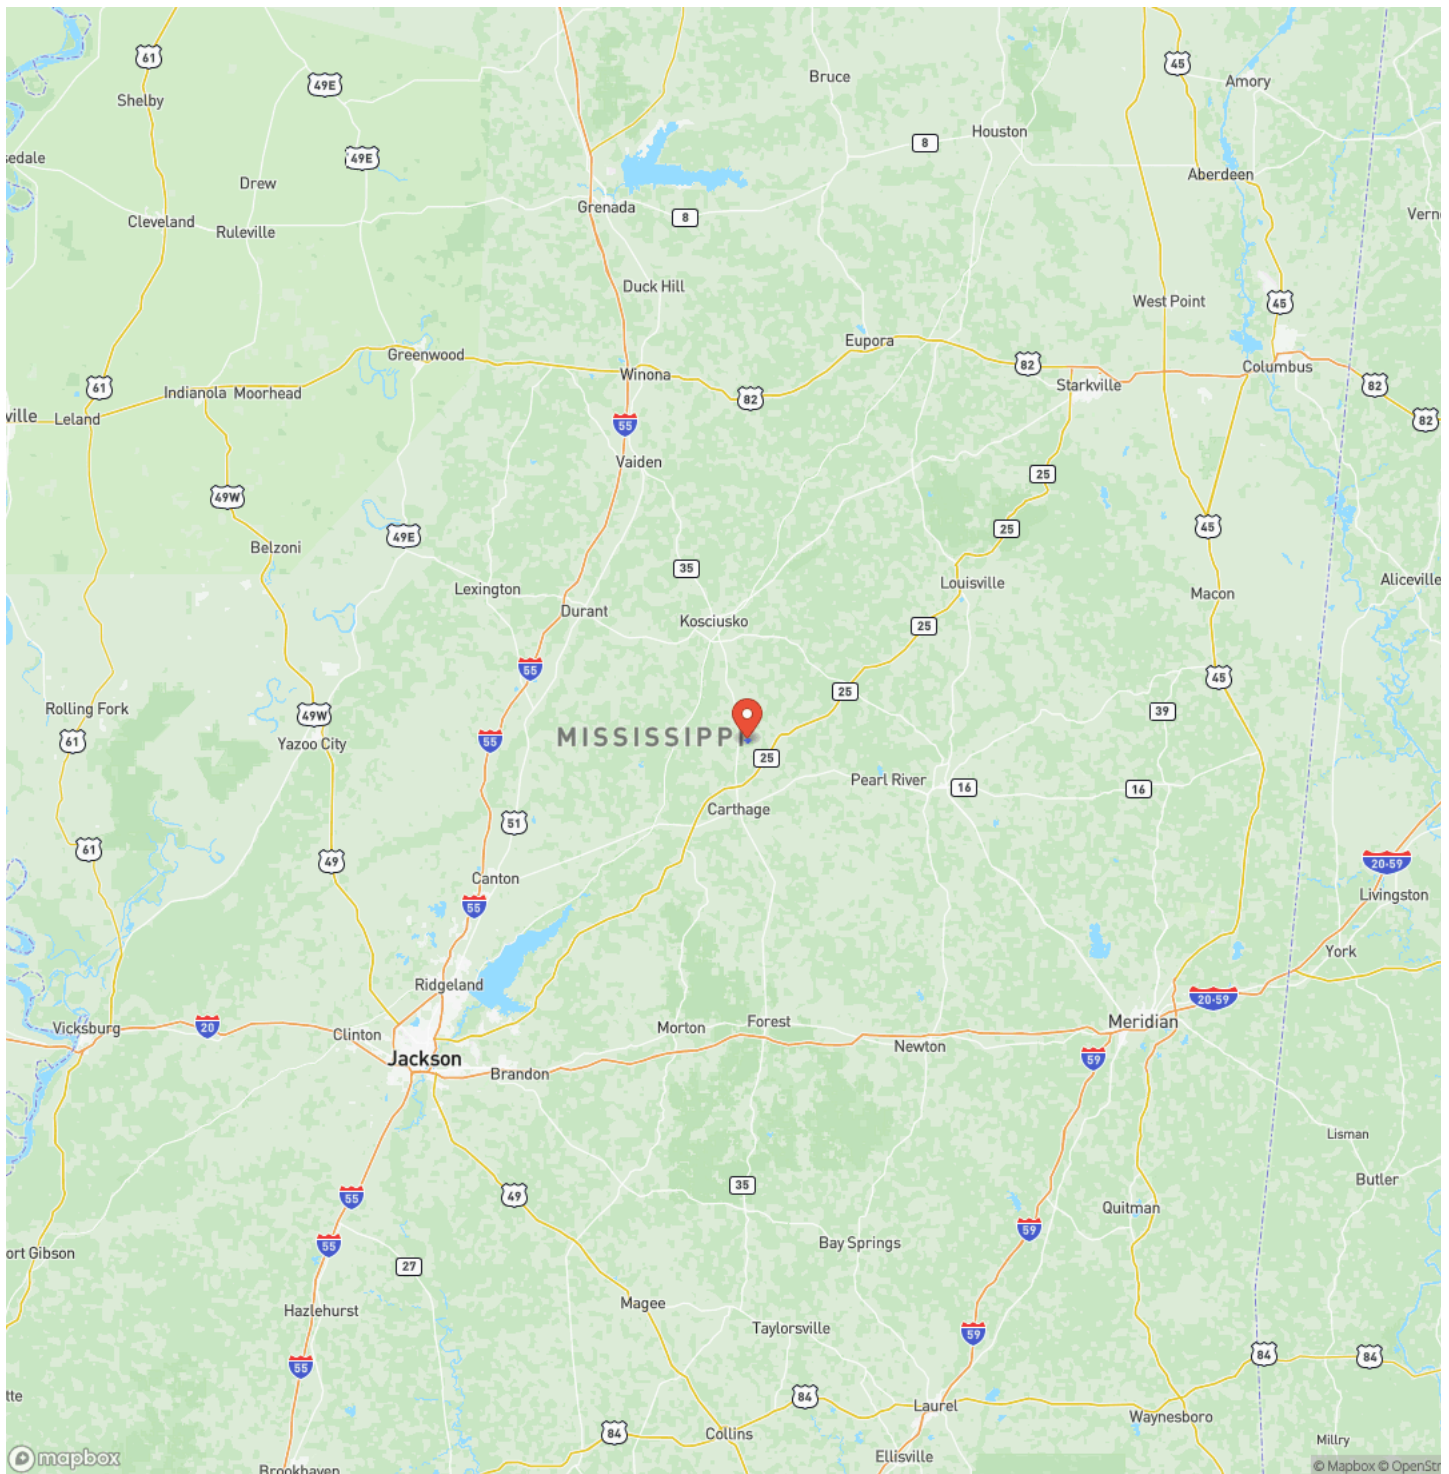 61
49E
Bruce
45
Amory
Shelby
49E
8
Houston
sedale
Drew
Aberdeen
Cleveland
Ruleville
Grenada
8
Vern
Duck Hill
West Point
45
Eupora
Greenwood
82
Columbus
Winona
61
Indianola
Moorhead
82
Starkville
82
ville
Leland
55
82
Vaiden
25
49W
45
25
49E
Belzoni
35
Louisville
Aliceville
Lexington
Macon
Durant
Kosciusko
25
55
45
25
Rolling Fork
49W
39
61
Yazoo City
55
MISSISSIPPI
25
Pearl River
16
16
51
Carthage
61
49
20-59
Canton
Livingston
55
York
Ridgeland
20-59
Vicksburg
20
Clinton
Morton
Forest
Meridian
Jackson
Newton
59
Brandon
Lisman
35
Butler
55
49
Quitman
59
55
Bay Springs
ort Gibson
27
Hazlehurst
Magee
Taylorsville
59
84
84
55
tte
84
Laurel
Waynesboro
84
Collins
Millry
mapbox
Ellisville
© Mapbox © OpenStr
Brookhaven